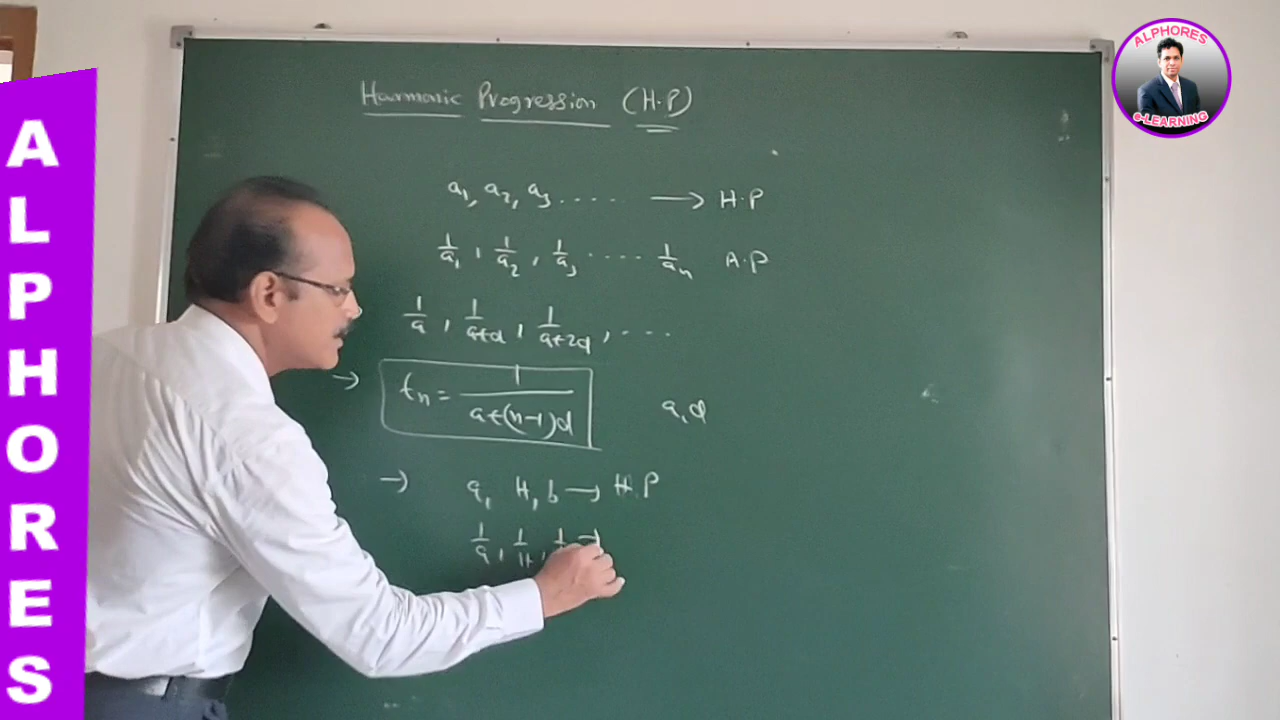 ALPHORES
ALPHORES
e-LEARNING
Harmonic Progression (H.P)
a₁, a₂, a₃ ...... → H.P
1/a₁, 1/a₂, 1/a₃ ..... 1/aₙ A.P
1/a, 1/a+d, 1/a+2d, ....
→ tₙ = 1/a+(n-1)d a, d
→ a, H, b → H.P
1/a, 1/H,